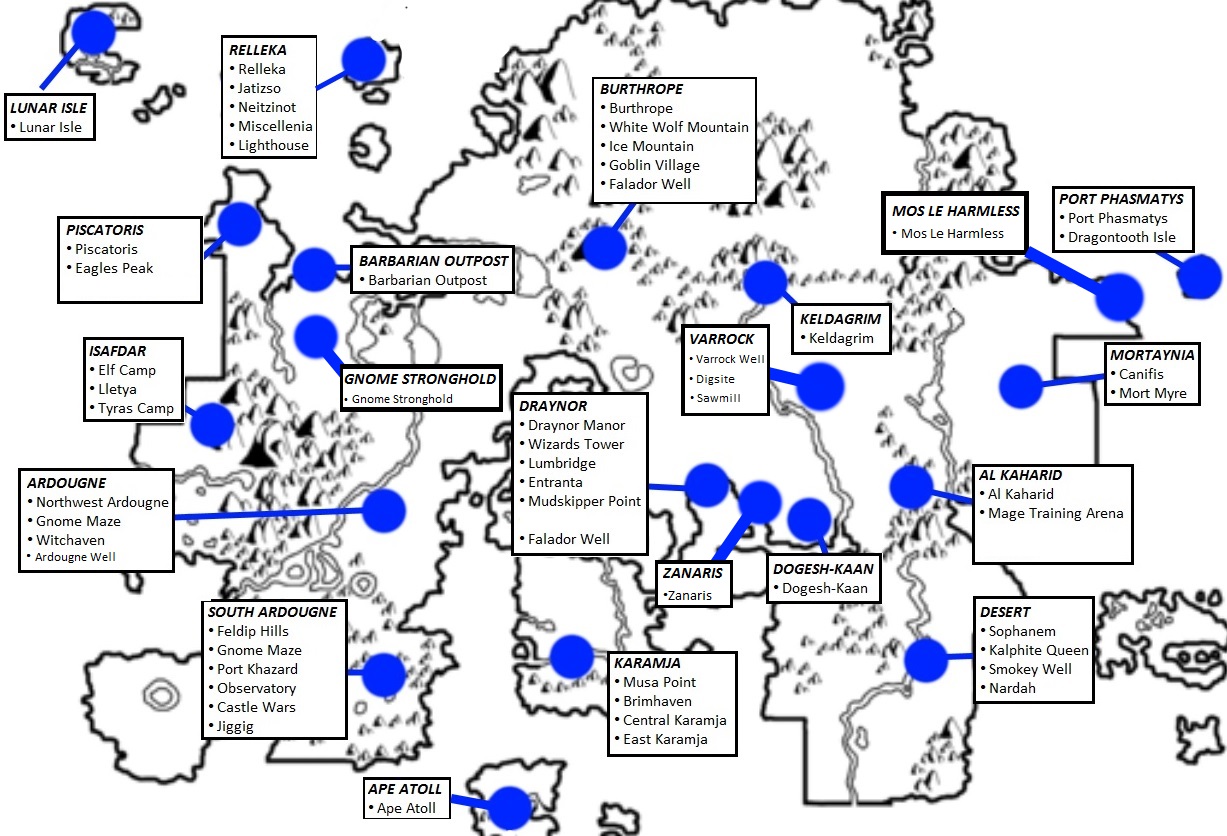 LUNAR ISLE
• Lunar Isle
RELLEKA
• Relleka
• Jatizso
• Neitzinot
• Miscellenia
• Lighthouse
BURTHROPE
• Burthrope
• White Wolf Mountain
• Ice Mountain
• Goblin Village
• Falador Well
MOS LE HARMLESS
• Mos Le Harmless
PORT PHASMATYS
• Port Phasmatys
• Dragontooth Isle
PISCATORIS
• Piscatoris
• Eagles Peak
BARBARIAN OUTPOST
• Barbarian Outpost
KELDAGRIM
• Keldagrim
VARROCK
• Varrock Well
• Digsite
• Sawmill
ISAFDAR
• Elf Camp
• Lletya
• Tyras Camp
GNOME STRONGHOLD
• Gnome Stronghold
MORTAYNIA
• Canifis
• Mort Myre
DRAYNOR
• Draynor Manor
• Wizards Tower
• Lumbridge
• Entranta
• Mudskipper Point
• Falador Well
ARDOUGNE
• Northwest Ardougne
• Gnome Maze
• Witchaven
• Ardougne Well
AL KAHARID
• Al Kaharid
• Mage Training Arena
ZANARIS
•Zanaris
DOGESH-KAAN
• Dogesh-Kaan
SOUTH ARDOUGNE
• Feldip Hills
• Gnome Maze
• Port Khazard
• Observatory
• Castle Wars
• Jiggig
KARAMJA
• Musa Point
• Brimhaven
• Central Karamja
• East Karamja
DESERT
• Sophanem
• Kalphite Queen
• Smokey Well
• Nardah
APE ATOLL
• Ape Atoll